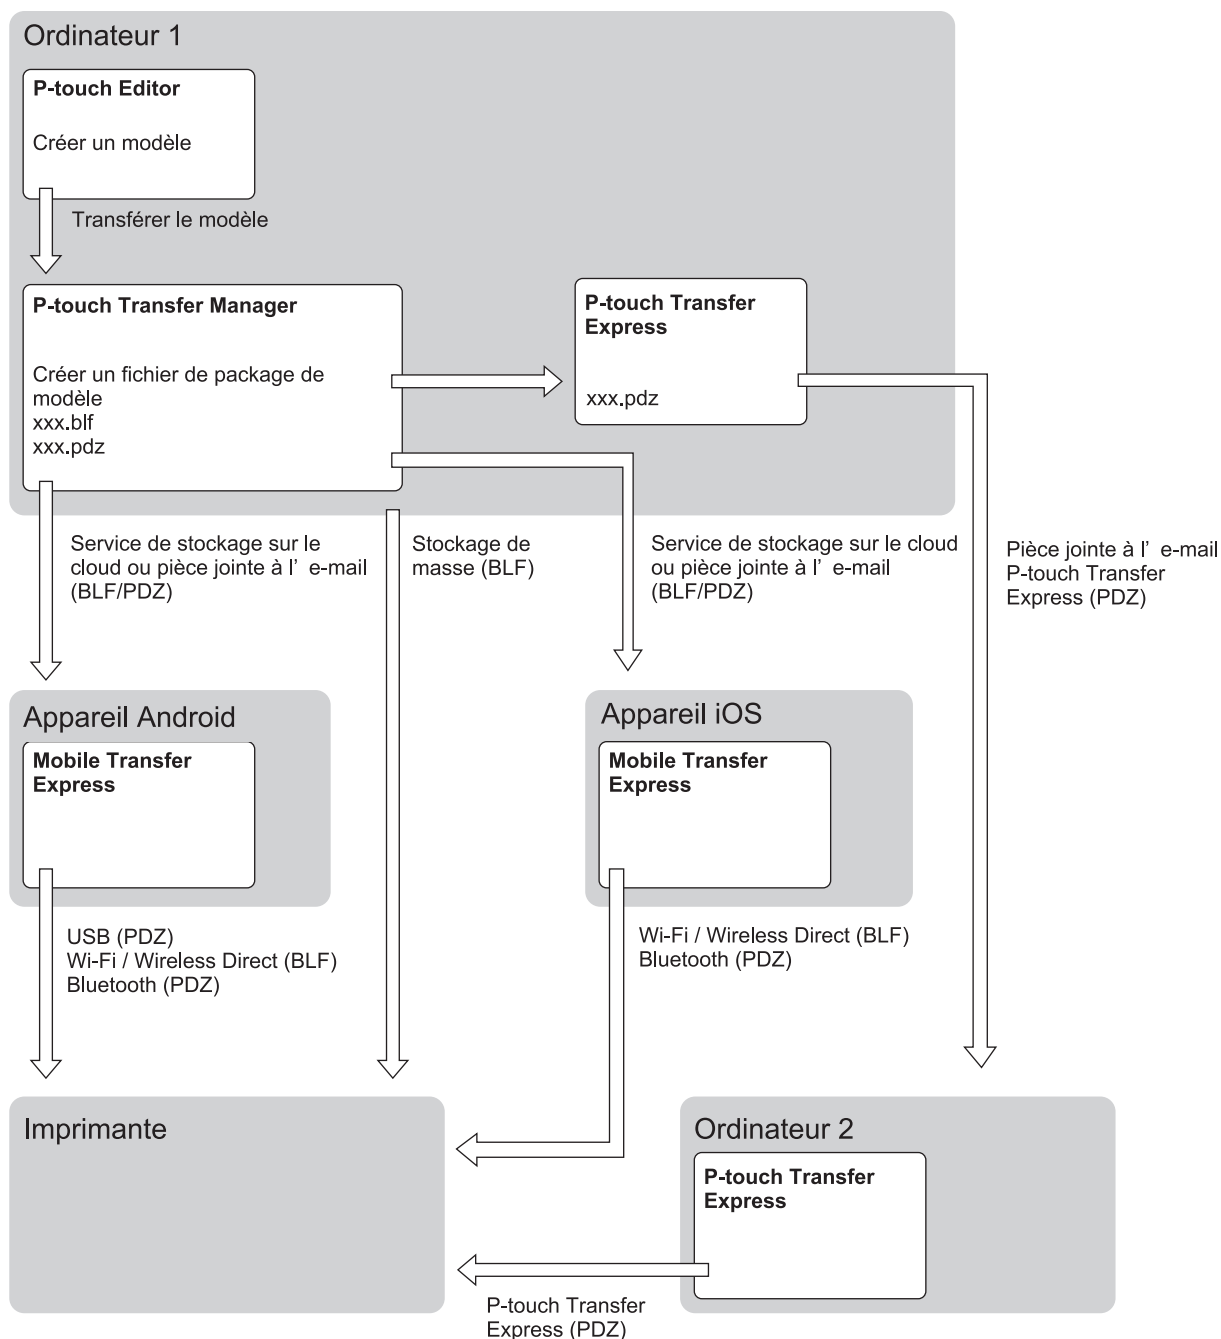 Ordinateur 1
P-touch Editor
Créer un modèle
Transférer le modèle
P-touch Transfer Manager
Créer un fichier de package de
modèle
xxx.blf
xxx.pdz
P-touch Transfer
Express
xxx.pdz
Service de stockage sur le
cloud ou pièce jointe à l’ e-mail
(BLF/PDZ)
Stockage de
masse (BLF)
Service de stockage sur le cloud
ou pièce jointe à l’ e-mail
(BLF/PDZ)
Pièce jointe à l’ e-mail
P-touch Transfer
Express (PDZ)
Appareil Android
Mobile Transfer
Express
Appareil iOS
Mobile Transfer
Express
USB (PDZ)
Wi-Fi / Wireless Direct (BLF)
Bluetooth (PDZ)
Wi-Fi / Wireless Direct (BLF)
Bluetooth (PDZ)
Imprimante
Ordinateur 2
P-touch Transfer
Express
P-touch Transfer
Express (PDZ)